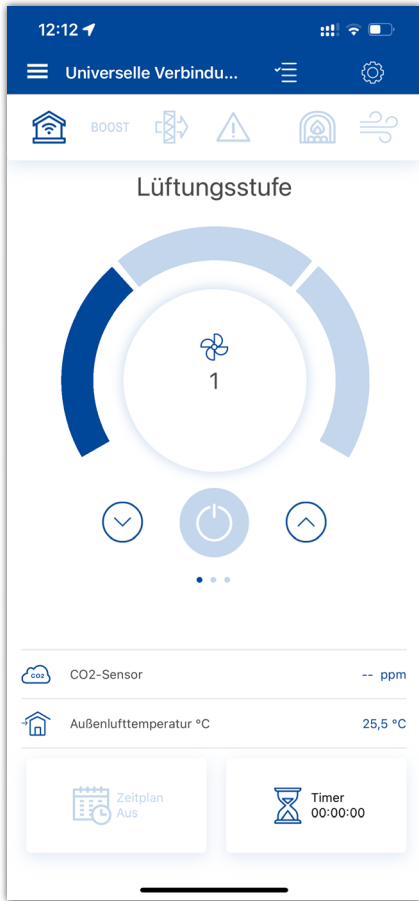 12:12
Universelle Verbindu...
BOOST
Lüftungsstufe
1
CO2
CO2-Sensor
-- ppm
Außenlufttemperatur °C
25,5 °C
Zeitplan
Aus
Timer
00:00:00